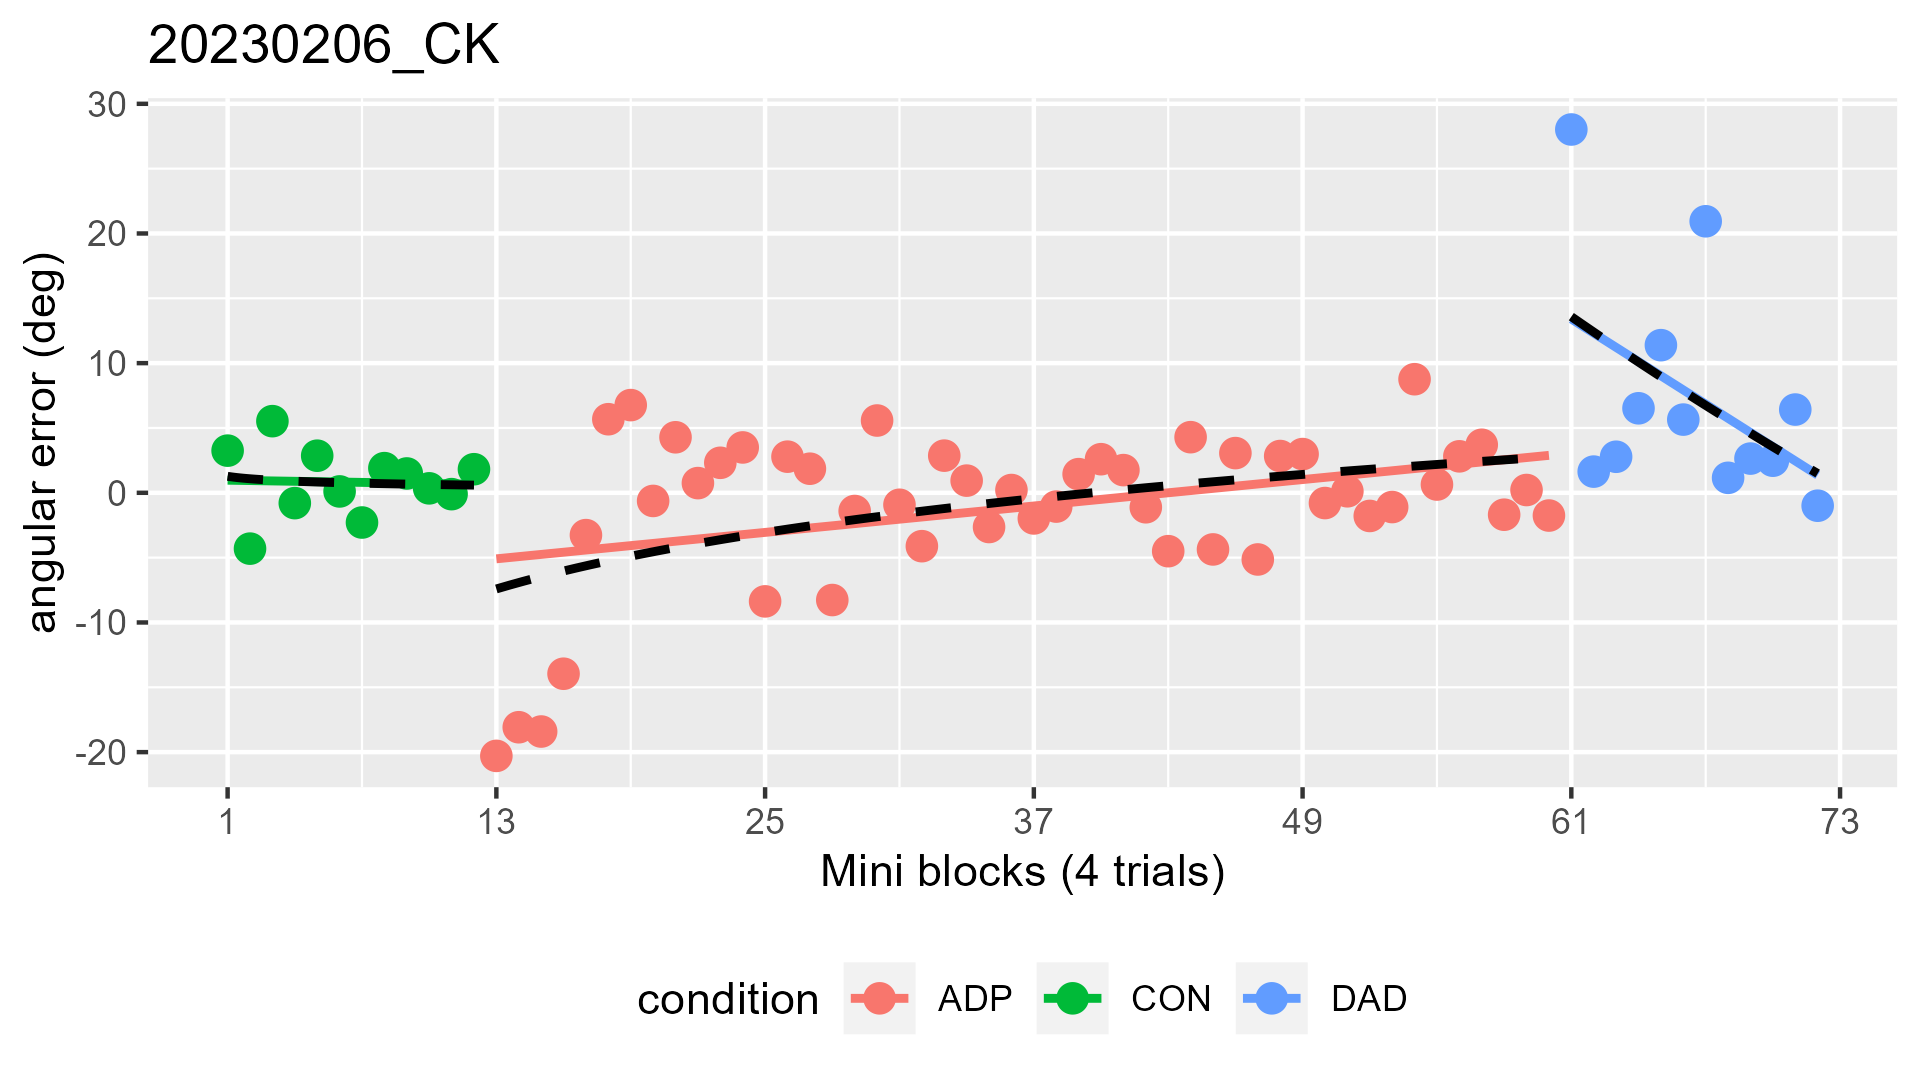 20230206_CK
30
20
10
0
-10
-20
angular error (deg)
1 13 25 37 49 61 73
Mini blocks (4 trials)
condition ADP CON DAD